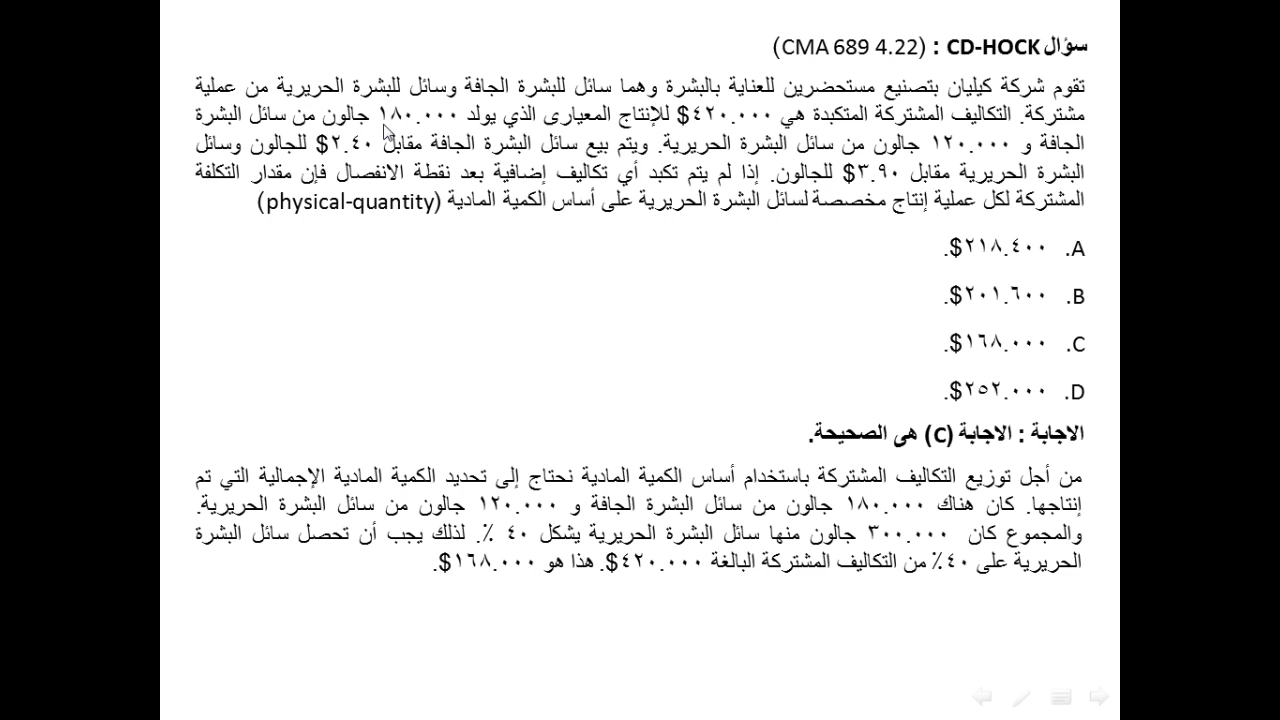 سؤال CD-HOCK : (CMA 689 4.22)
تقوم شركة كيليان بتصنيع مستحضرين للعناية بالبشرة وهما سائل للبشرة الجافة وسائل للبشرة الحريرية من عملية
مشتركة. التكاليف المشتركة المتكبدة هي ٤٢٠.٠٠٠$ للإنتاج المعيارى الذي يولد ١٨٠.٠٠٠ جالون من سائل البشرة
الجافة و ١٢٠.٠٠٠ جالون من سائل البشرة الحريرية. ويتم بيع سائل البشرة الجافة مقابل ٢.٤٠$ للجالون وسائل
البشرة الحريرية مقابل ٣.٩٠$ للجالون. إذا لم يتم تكبد أي تكاليف إضافية بعد نقطة الانفصال فإن مقدار التكلفة
المشتركة لكل عملية إنتاج مخصصة لسائل البشرة الحريرية على أساس الكمية المادية (physical-quantity)
A. ٢١٨.٤٠٠$.
B. ٢٠١.٦٠٠$.
C. ١٦٨.٠٠٠$.
D. ٢٥٢.٠٠٠$.
الاجابة : الاجابة (C) هى الصحيحة.
من أجل توزيع التكاليف المشتركة باستخدام أساس الكمية المادية نحتاج إلى تحديد الكمية المادية الإجمالية التي تم
إنتاجها. كان هناك ١٨٠.٠٠٠ جالون من سائل البشرة الجافة و ١٢٠.٠٠٠ جالون من سائل البشرة الحريرية.
والمجموع كان ٣٠٠.٠٠٠ جالون منها سائل البشرة الحريرية يشكل ٤٠ ٪. لذلك يجب أن تحصل سائل البشرة
الحريرية على ٤٠٪ من التكاليف المشتركة البالغة ٤٢٠.٠٠٠$. هذا هو ١٦٨.٠٠٠$.